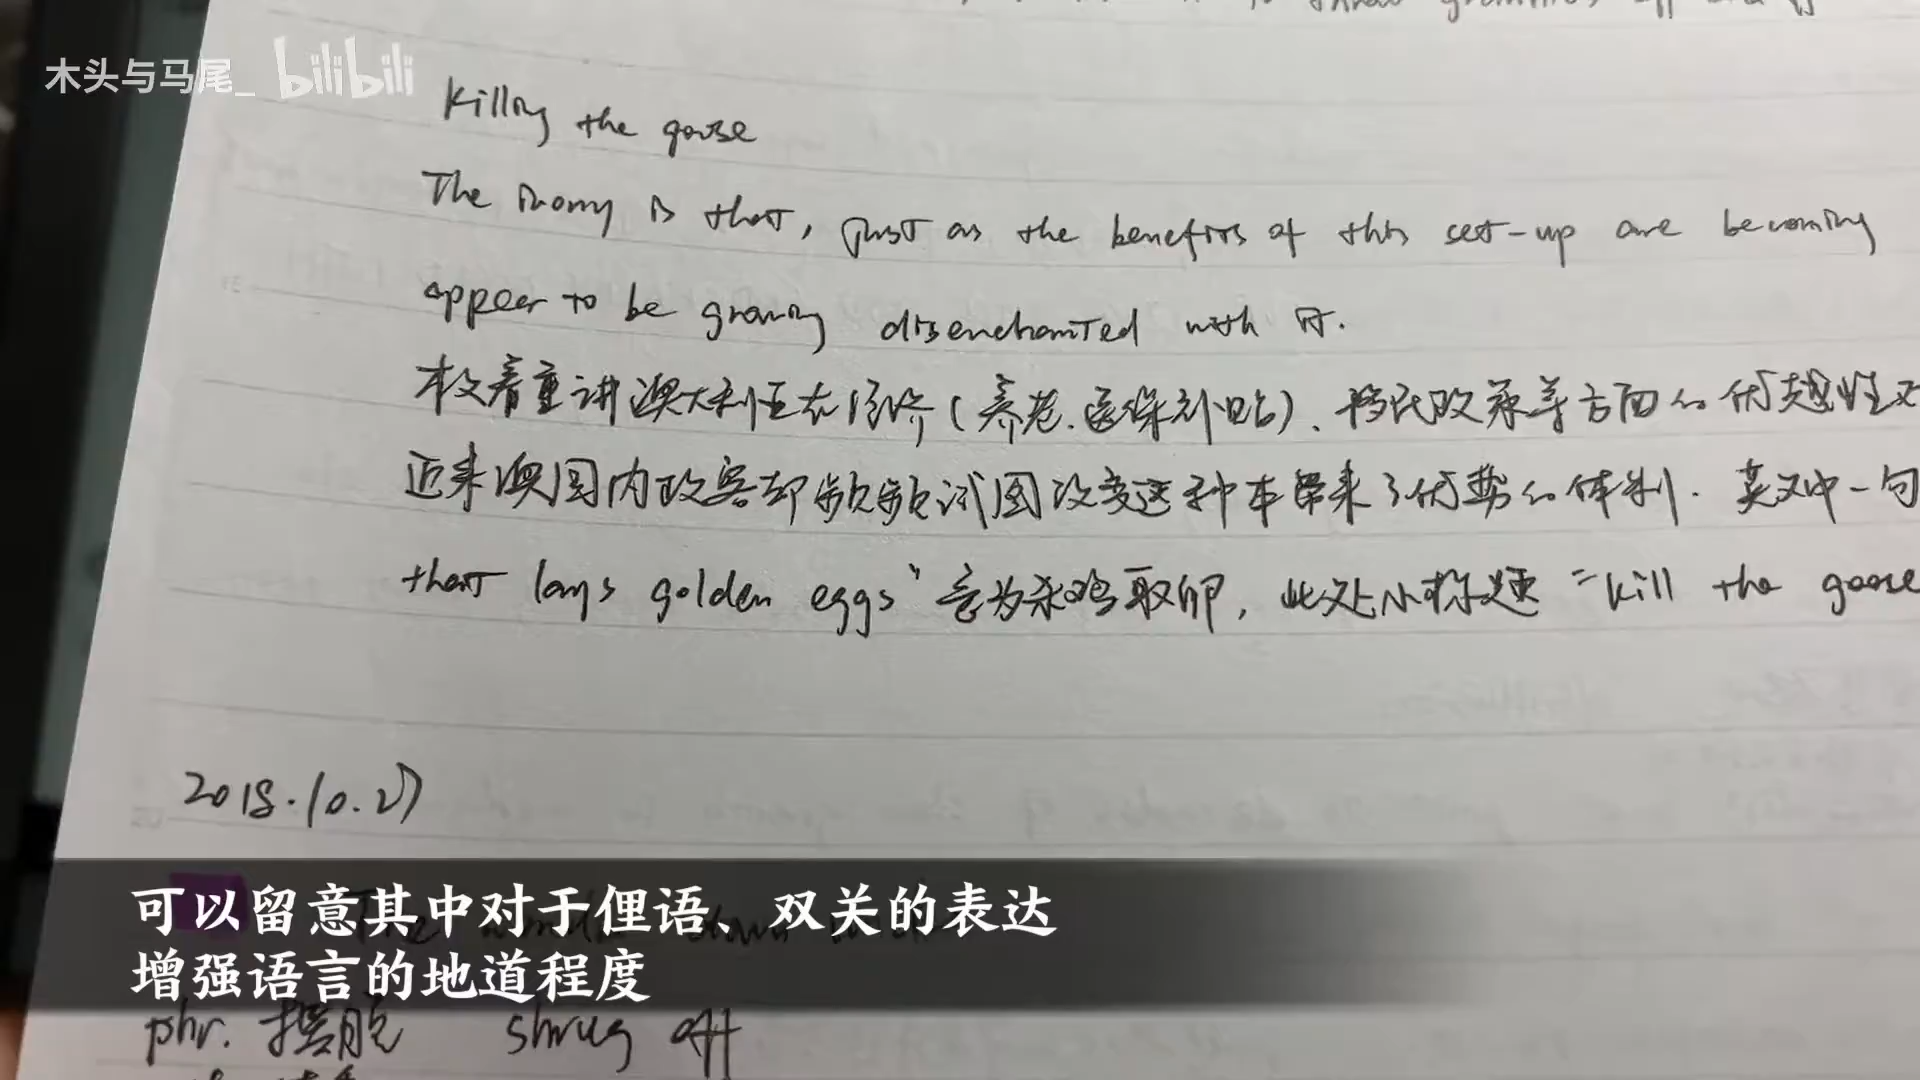 木头与马尾_ bilibili
Killing the goose
The irony is that, just as the benefits of this set-up are becoming
appear to be growing disenchanted with it.
本文着重讲澳大利亚在经济(养老、医保补贴)、移民政策等方面的优越性
近来澳国内政客却频频试图改变这种本带来了优势的体制. 英文中一句
that lays golden eggs" 意为杀鸡取卵, 此处小标题 "kill the goose
2018.10.27
可以留意其中对于俚语、双关的表达
增强语言的地道程度
phr. 摆脱 shrug off